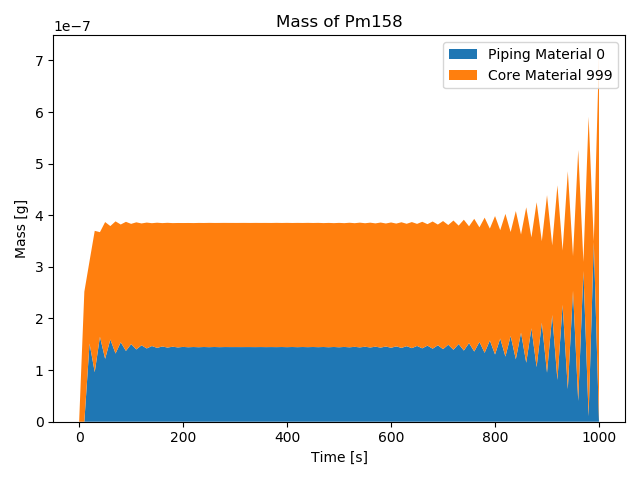 Mass of Pm158
1e−7
Piping Material 0
Core Material 999
7
6
5
4
3
2
1
0
Mass [g]
0 200 400 600 800 1000
Time [s]